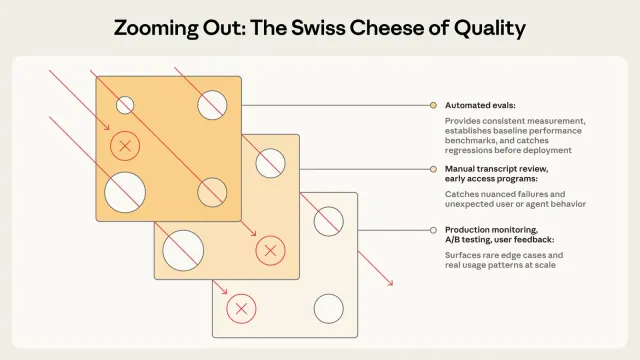 Zooming Out: The Swiss Cheese of Quality
Automated evals:
Provides consistent measurement,
establishes baseline performance
benchmarks, and catches
regressions before deployment
Manual transcript review,
early access programs:
Catches nuanced failures and
unexpected user or agent behavior
Production monitoring,
A/B testing, user feedback:
Surfaces rare edge cases and
real usage patterns at scale